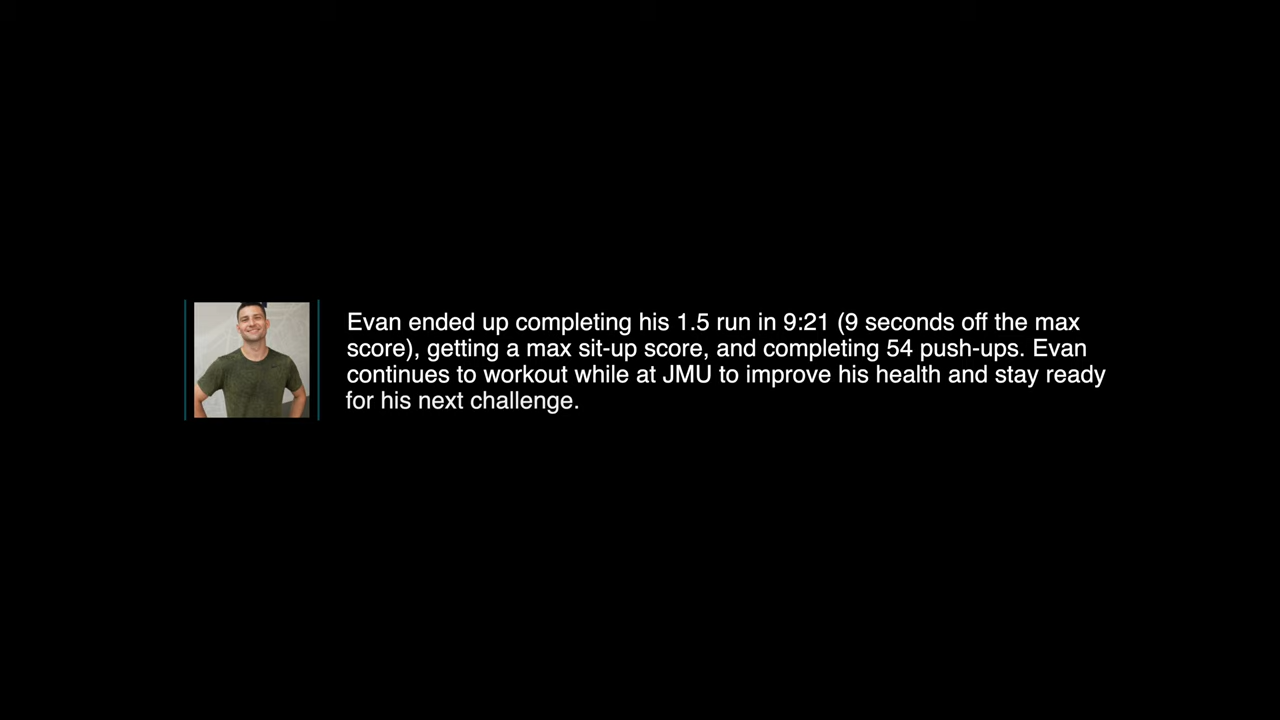 Evan ended up completing his 1.5 run in 9:21 (9 seconds off the max
score), getting a max sit-up score, and completing 54 push-ups. Evan
continues to workout while at JMU to improve his health and stay ready
for his next challenge.